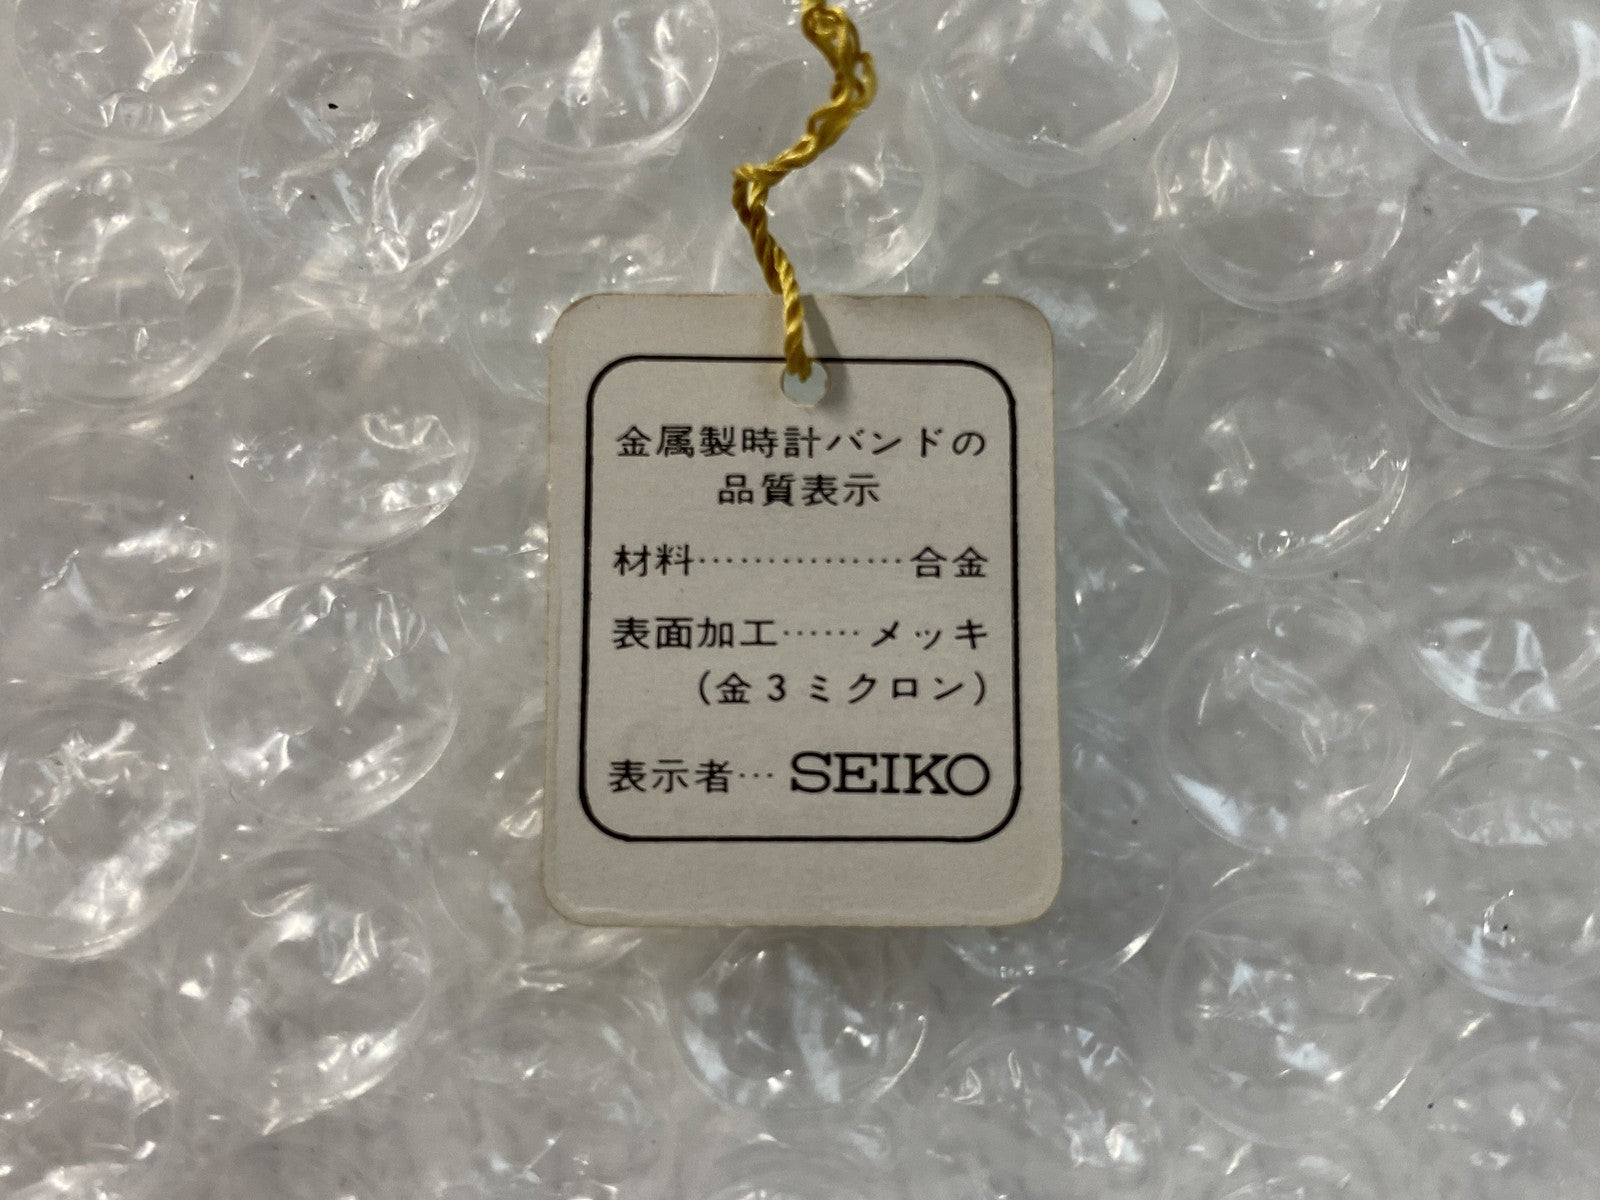 金属製時計バンドの
品質表示
材料……………合金
表面加工……メッキ
(金3ミクロン)
表示者…SEIKO